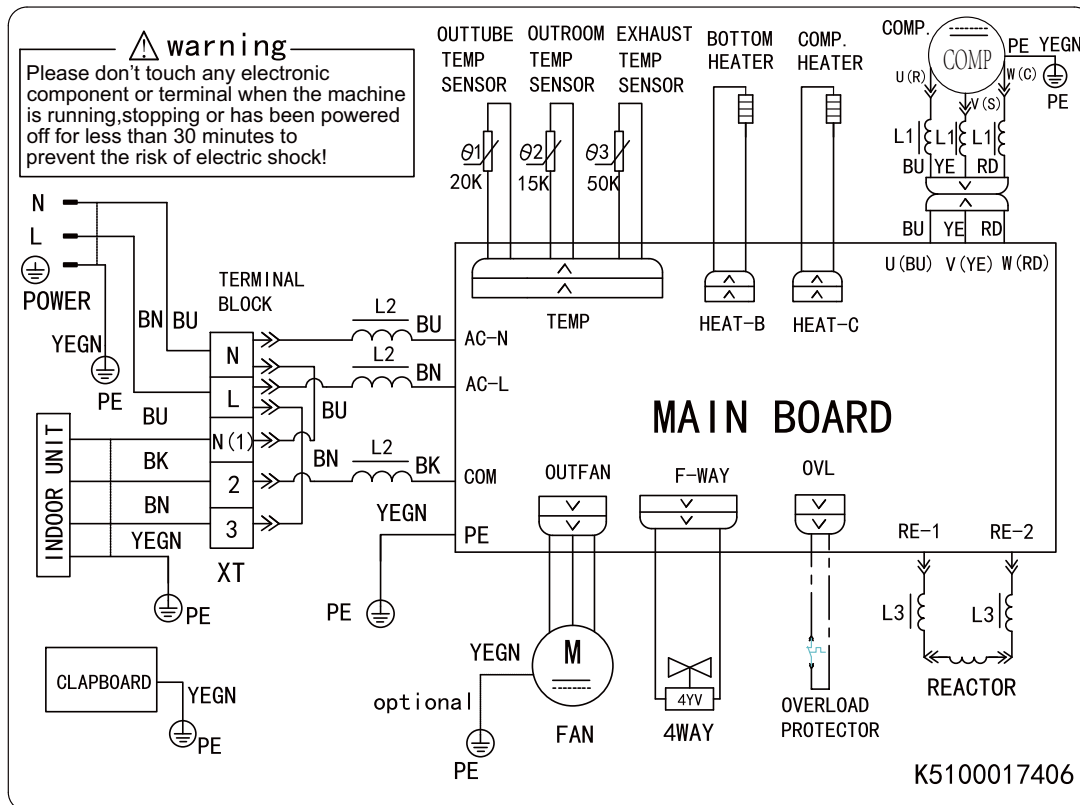 warning
Please don't touch any electronic
component or terminal when the machine
is running,stopping or has been powered
off for less than 30 minutes to
prevent the risk of electric shock!
OUTTUBE
TEMP
SENSOR
OUTROOM
TEMP
SENSOR
EXHAUST
TEMP
SENSOR
BOTTOM
HEATER
COMP.
HEATER
COMP.
COMP
PE YEGN
PE
U(R)
V(S)
W(C)
L1
L1
L1
BU YE RD
BU YE RD
U(BU) V(YE) W(RD)
θ1
20K
θ2
15K
θ3
50K
TEMP
HEAT-B
HEAT-C
N
L
POWER
YEGN
PE
BN
BU
TERMINAL
BLOCK
N
L
N(1)
2
3
XT
BU
BN
L2
BU
AC-N
L2
BN
AC-L
L2
BK
COM
YEGN
PE
PE
MAIN BOARD
INDOOR UNIT
BU
BK
BN
YEGN
PE
CLAPBOARD
YEGN
PE
OUTFAN
F-WAY
OVL
RE-1
RE-2
YEGN
optional
PE
M
FAN
4YV
4WAY
OVERLOAD
PROTECTOR
L3
L3
REACTOR
K5100017406